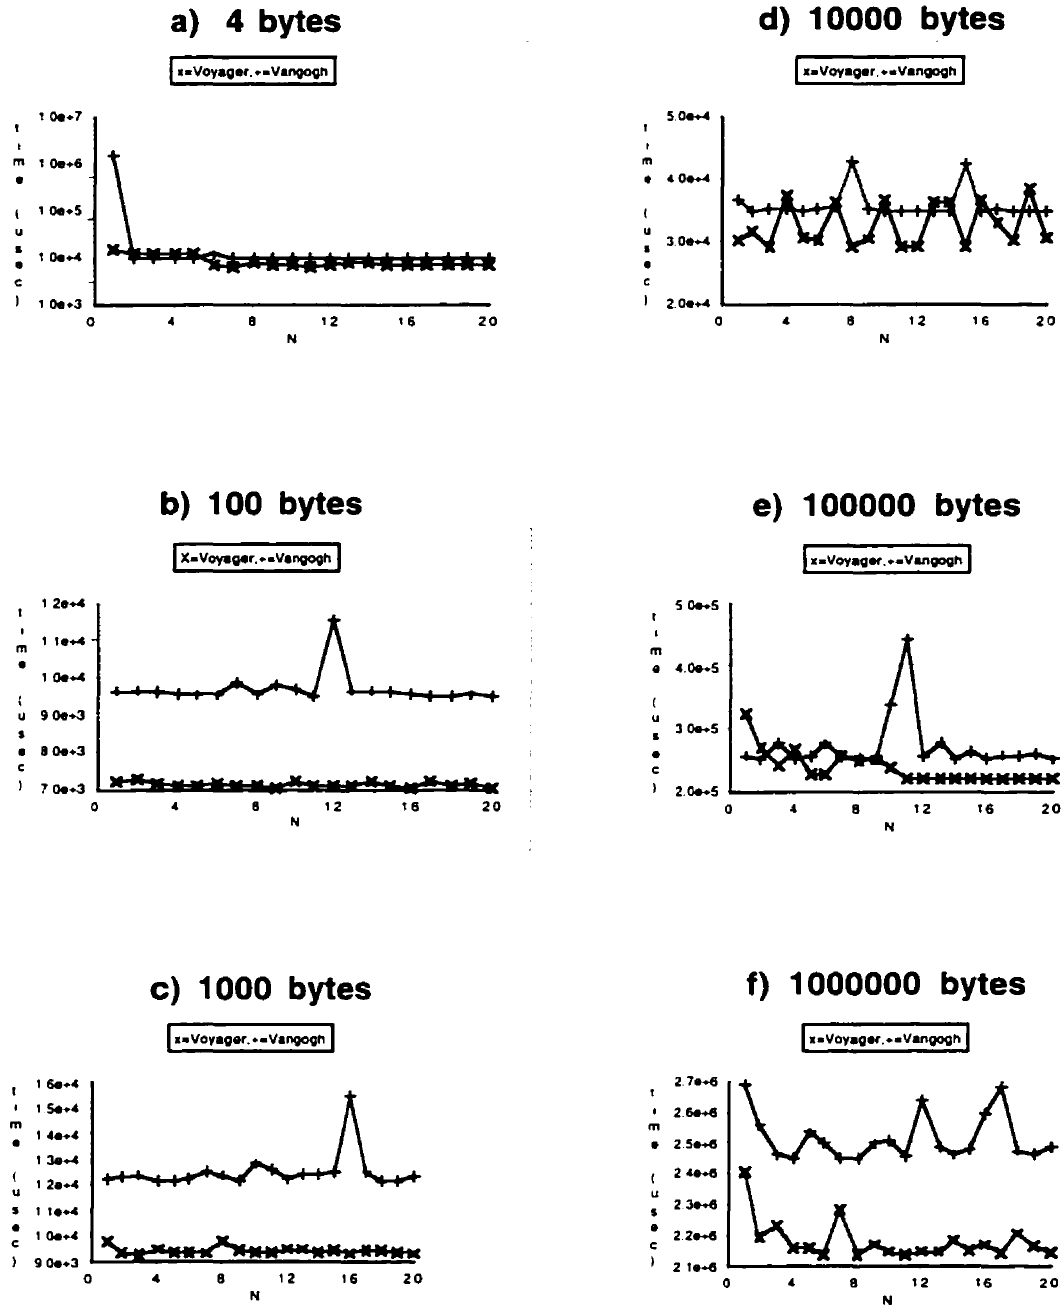 a) 4 bytes
x=Voyager,+=Vangogh
time (usec)
1 0e+7
1 0e+6
1 0e+5
1 0e+4
1 0e+3
0 4 8 12 16 20
N
b) 100 bytes
X=Voyager,+=Vangogh
time (usec)
1 2e+4
1 1e+4
1 0e+4
9 0e+3
8 0e+3
7 0e+3
0 4 8 12 16 20
N
c) 1000 bytes
x=Voyager,+=Vangogh
time (usec)
1 6e+4
1 5e+4
1 4e+4
1 3e+4
1 2e+4
1 1e+4
1 0e+4
9 0e+3
0 4 8 12 16 20
N
d) 10000 bytes
x=Voyager,+=Vangogh
time (usec)
5.0e+4
4 0e+4
3 0e+4
2 0e+4
0 4 8 12 16 20
N
e) 100000 bytes
x=Voyager,+=Vangogh
time (usec)
5 0e+5
4.0e+5
3 0e+5
2 0e+5
0 4 8 12 16 20
N
f) 1000000 bytes
x=Voyager,+=Vangogh
time (usec)
2.7e+6
2.6e+6
2.5e+6
2.4e+6
2.3e+6
2.2e+6
2.1e+6
0 4 8 12 16 20
N